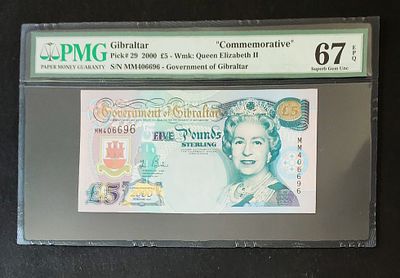 PMG
PAPER MONEY GUARANTY
Gibraltar "Commemorative"
Pick# 29 2000 £5 - Wmk: Queen Elizabeth II
S/N MM406696 - Government of Gibraltar
67 EPQ
Superb Gem Unc
Government of Gibraltar
£5
MM406696
FIVE Pounds
STERLING
MM406696
£5
2000